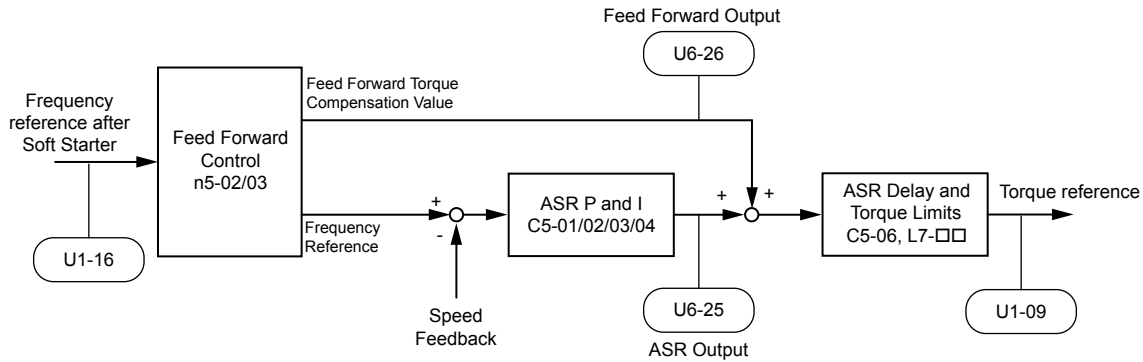 Feed Forward Output
U6-26
Feed Forward Torque
Compensation Value
Frequency
reference after
Soft Starter
Feed Forward
Control
n5-02/03
U1-16
Frequency
Reference
+
-
Speed
Feedback
ASR P and I
C5-01/02/03/04
+
+
U6-25
ASR Output
ASR Delay and
Torque Limits
C5-06, L7-□□
Torque reference
U1-09